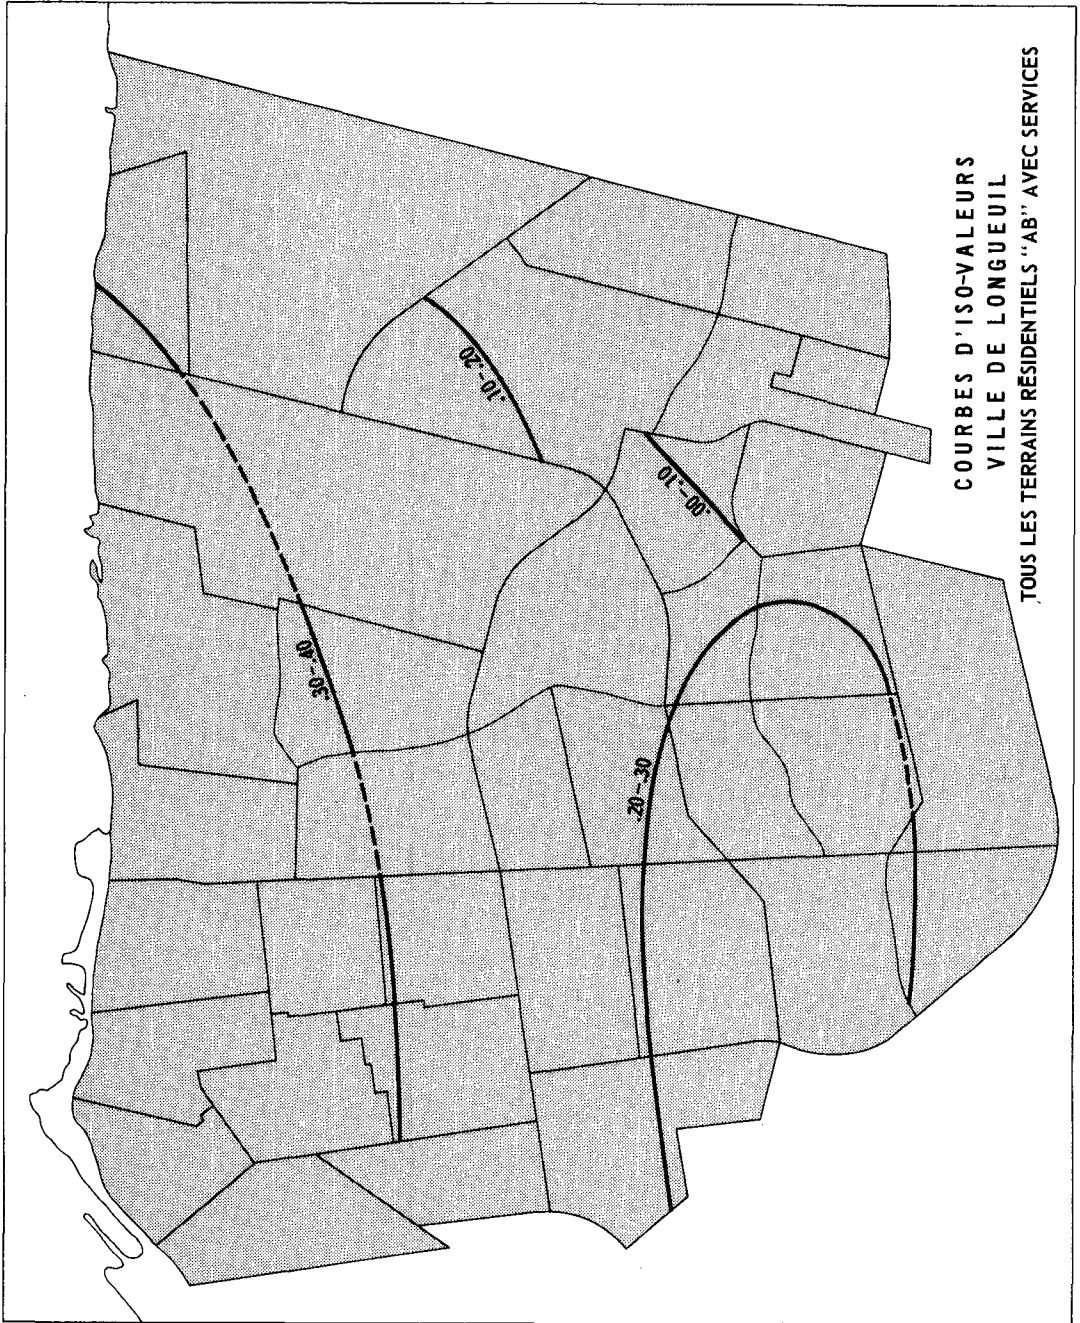 COURBES D'ISO-VALEURS
VILLE DE LONGUEUIL
TOUS LES TERRAINS RÉSIDENTIELS "AB" AVEC SERVICES
.30-.40
.10-.20
.00-.10
.20-.30